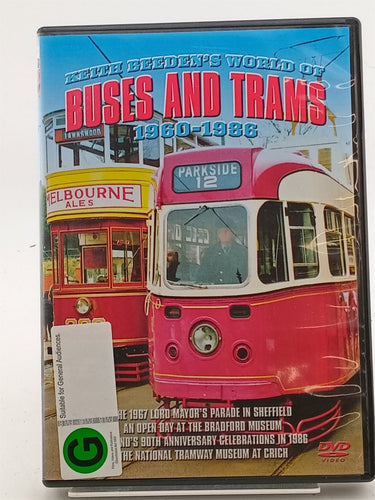 KEITH BEEDEN'S WORLD OF
BUSES AND TRAMS
1960-1986
PARKSIDE
12
MELBOURNE
ALES
Suitable for General Audiences
G
HE 1967 LORD MAYOR'S PARADE IN SHEFFIELD
AN OPEN DAY AT THE BRADFORD MUSEUM
ND'S 90TH ANNIVERSARY CELEBRATIONS IN 1986
THE NATIONAL TRAMWAY MUSEUM AT CRICH
DVD
VIDEO